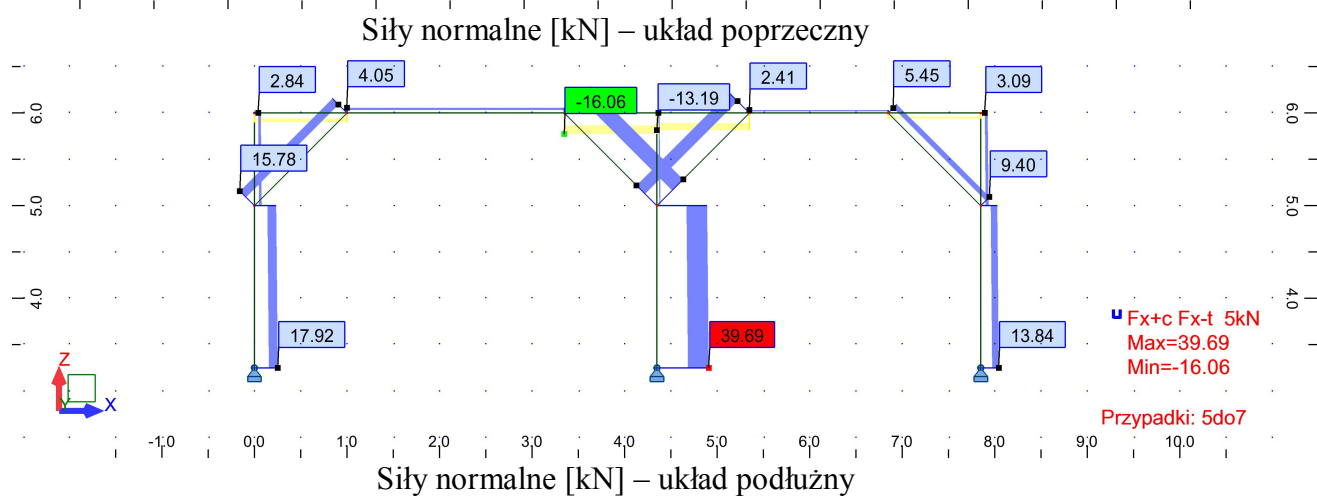 Siły normalne [kN] – układ poprzeczny
2.84
4.05
-16.06
-13.19
2.41
5.45
3.09
6.0
6.0
15.78
9.40
5.0
5.0
4.0
4.0
17.92
39.69
13.84
Fx+c Fx-t 5kN
Max=39.69
Min=-16.06
Przypadki: 5do7
Z
Y
X
-1.0 0.0 1.0 2.0 3.0 4.0 5.0 6.0 7.0 8.0 9.0 10.0
Siły normalne [kN] – układ podłużny